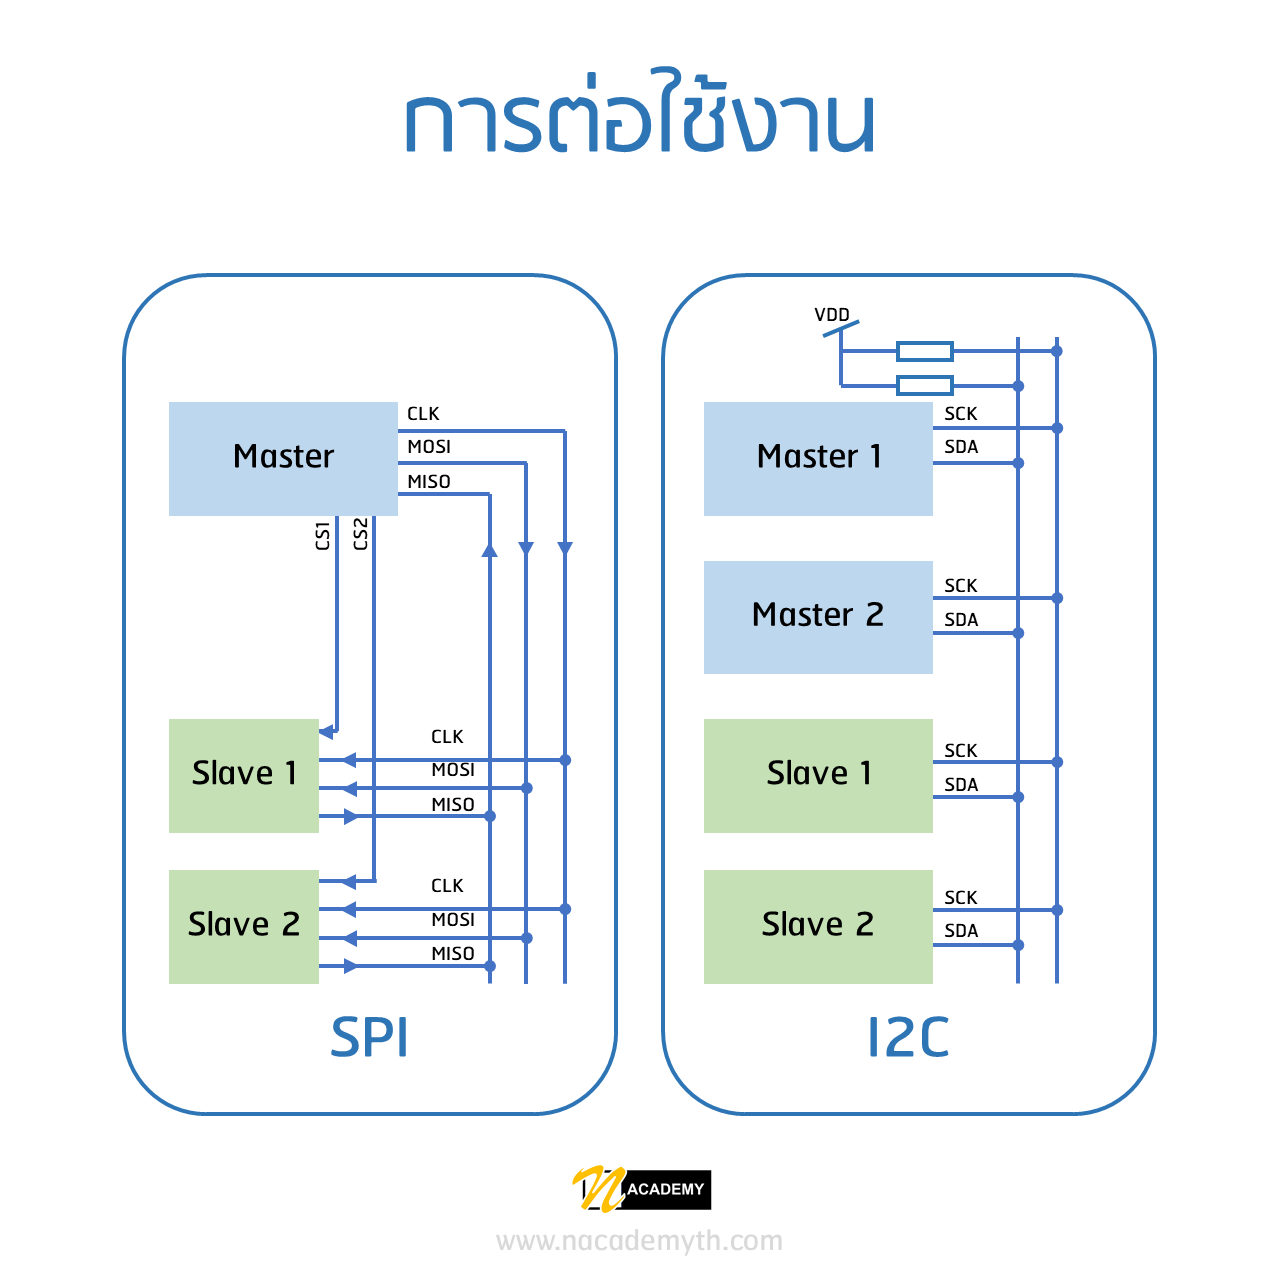 การต่อใช้งาน
Master
CLK
MOSI
MISO
CS1
CS2
Slave 1
CLK
MOSI
MISO
Slave 2
CLK
MOSI
MISO
SPI
VDD
Master 1
SCK
SDA
Master 2
SCK
SDA
Slave 1
SCK
SDA
Slave 2
SCK
SDA
I2C
n ACADEMY
www.nacademyth.com